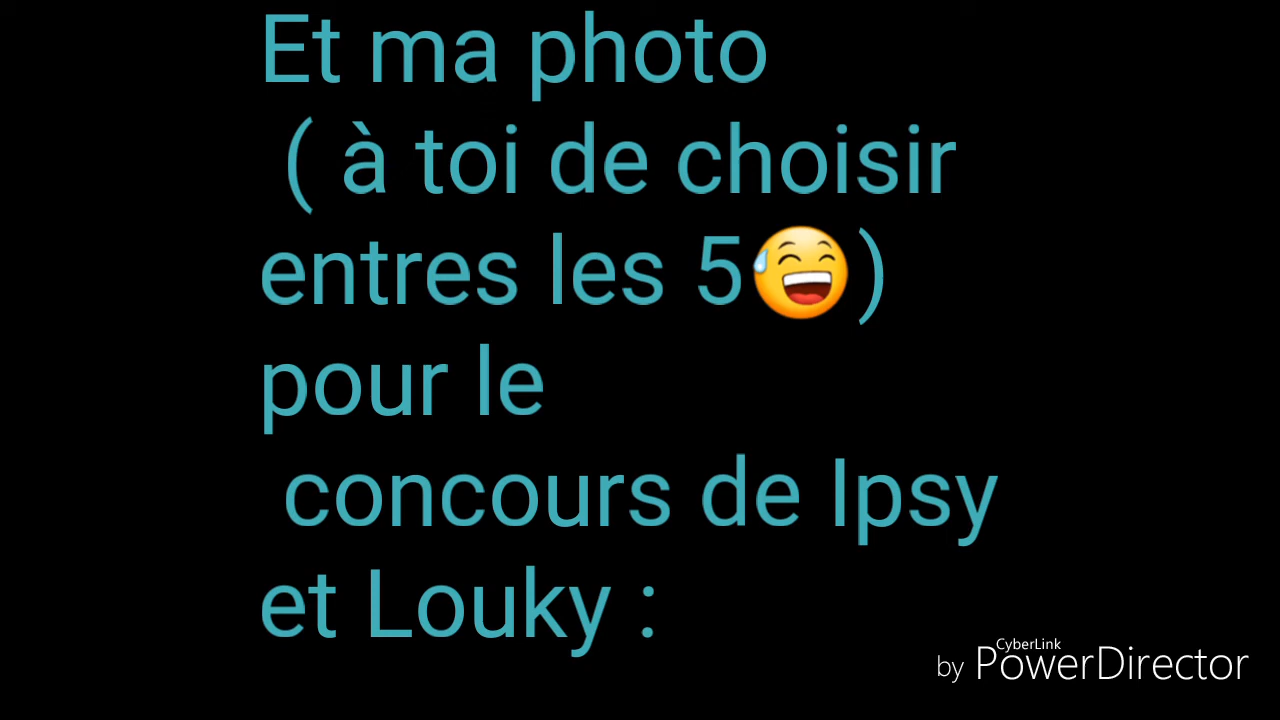 Et ma photo
( à toi de choisir
entres les 5😅)
pour le
concours de Ipsy
et Louky :
CyberLink
by PowerDirector